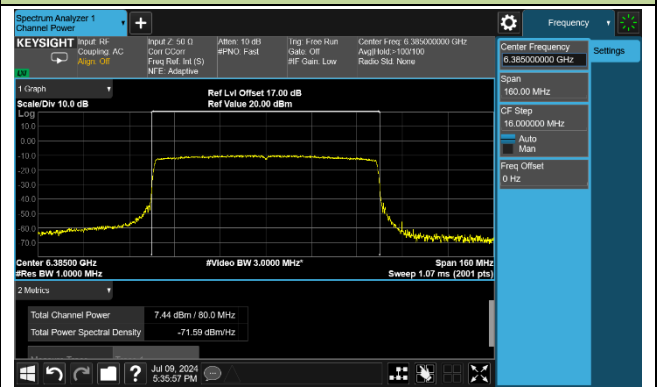 Spectrum Analyzer 1
Channel Power
Frequency
KEYSIGHT
Input: RF
Coupling: AC
Align: Off
Input Z: 50 Ω
Corr CCorr
Freq Ref: Int (S)
NFE: Adaptive
Atten: 10 dB
#PNO: Fast
Trig: Free Run
Gate: Off
#IF Gain: Low
Center Freq: 6.385000000 GHz
Avg|Hold:>100/100
Radio Std: None
LW
Center Frequency
6.385000000 GHz
Settings
Span
160.00 MHz
CF Step
16.000000 MHz
Auto
Man
Freq Offset
0 Hz
1 Graph
Scale/Div 10.0 dB
Ref Lvl Offset 17.00 dB
Ref Value 20.00 dBm
Log
10.0
0.00
-10.0
-20.0
-30.0
-40.0
-50.0
-60.0
-70.0
Center 6.38500 GHz
#Video BW 3.0000 MHz*
Span 160 MHz
#Res BW 1.0000 MHz
Sweep 1.07 ms (2001 pts)
2 Metrics
Total Channel Power
7.44 dBm / 80.0 MHz
Total Power Spectral Density
-71.59 dBm/Hz
Jul 09, 2024
5:35:57 PM